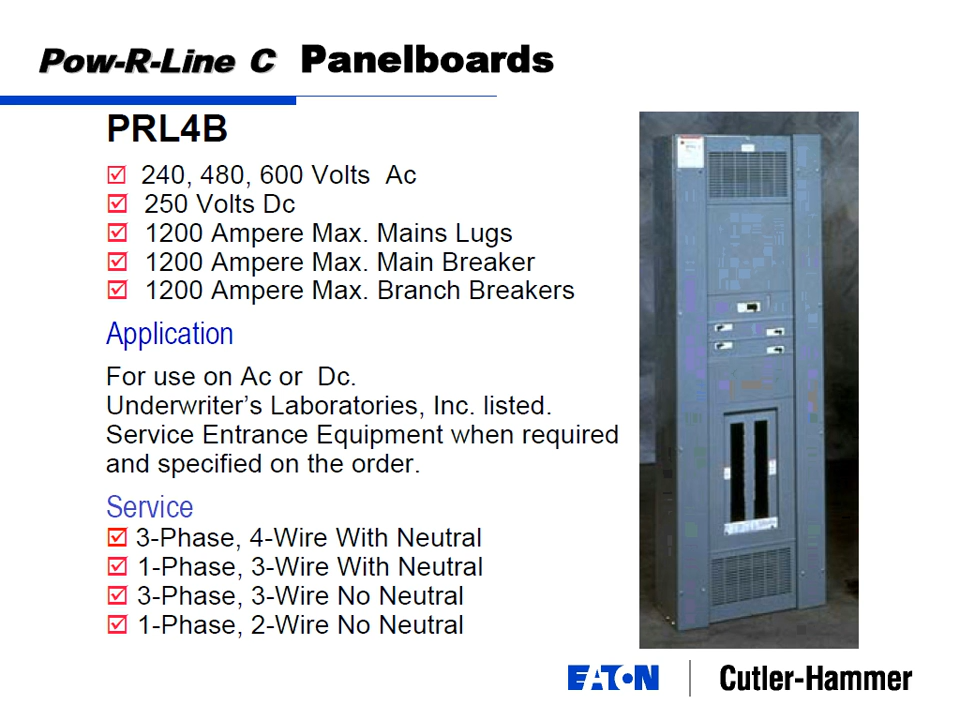 Pow-R-Line C Panelboards
PRL4B
240, 480, 600 Volts Ac
250 Volts Dc
1200 Ampere Max. Mains Lugs
1200 Ampere Max. Main Breaker
1200 Ampere Max. Branch Breakers
Application
For use on Ac or Dc.
Underwriter's Laboratories, Inc. listed.
Service Entrance Equipment when required
and specified on the order.
Service
3-Phase, 4-Wire With Neutral
1-Phase, 3-Wire With Neutral
3-Phase, 3-Wire No Neutral
1-Phase, 2-Wire No Neutral
EATON Cutler-Hammer